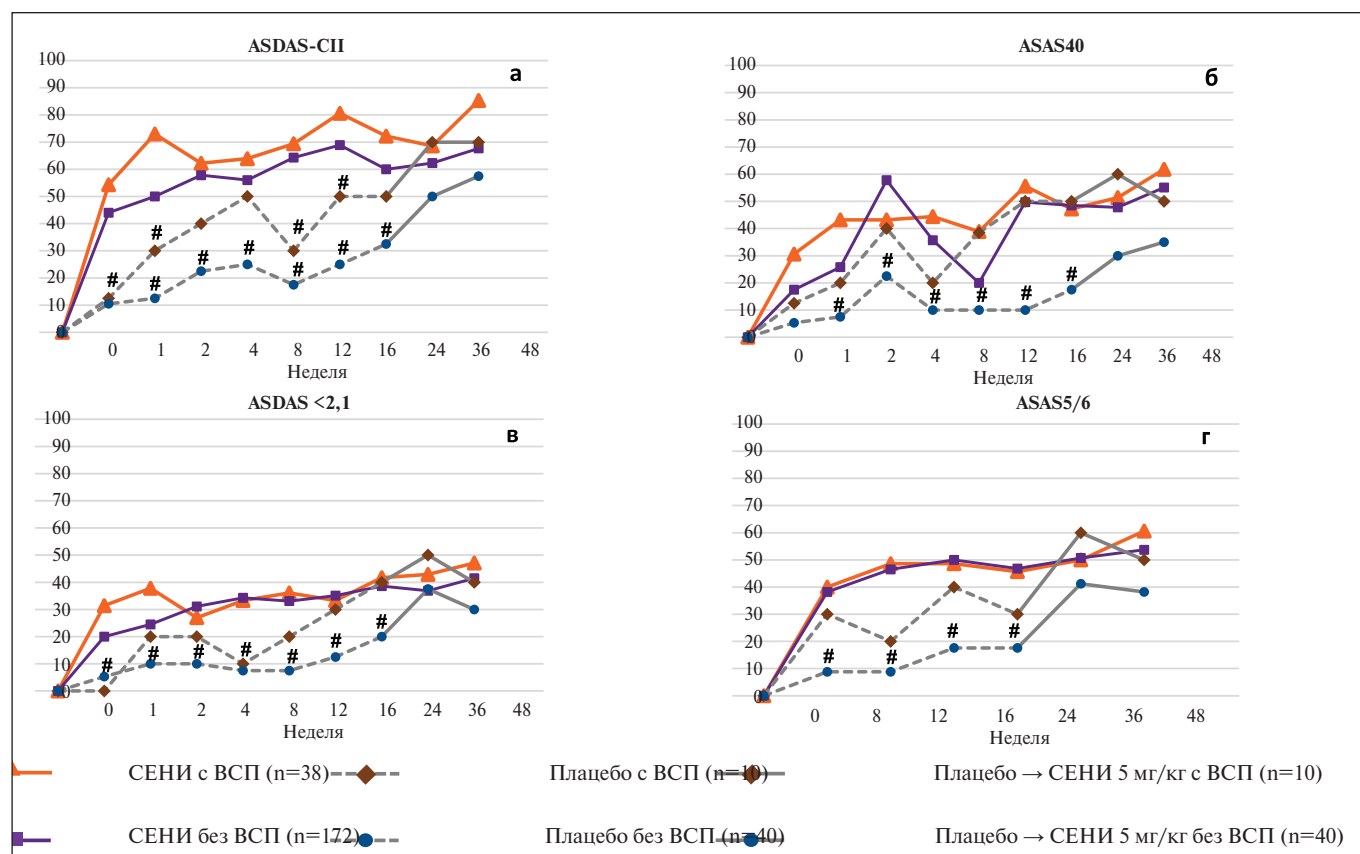 ASDAS-CII
а
100
90
80
70
60
50
40
30
20
10
0
# # # # # # # # # # #
0 1 2 4 8 12 16 24 36 48
Неделя
ASAS40
б
100
90
80
70
60
50
40
30
20
10
0
# # # # # #
0 1 2 4 8 12 16 24 36 48
Неделя
ASDAS <2,1
в
100
90
80
70
60
50
40
30
20
10
0
# # # # # # #
0 1 2 4 8 12 16 24 36 48
Неделя
ASAS5/6
г
100
90
80
70
60
50
40
30
20
10
0
# # # #
0 8 12 16 24 36 48
Неделя
СЕНИ с ВСП (n=38) Плацебо с ВСП (n=10) Плацебо → СЕНИ 5 мг/кг с ВСП (n=10)
СЕНИ без ВСП (n=172) Плацебо без ВСП (n=40) Плацебо → СЕНИ 5 мг/кг без ВСП (n=40)